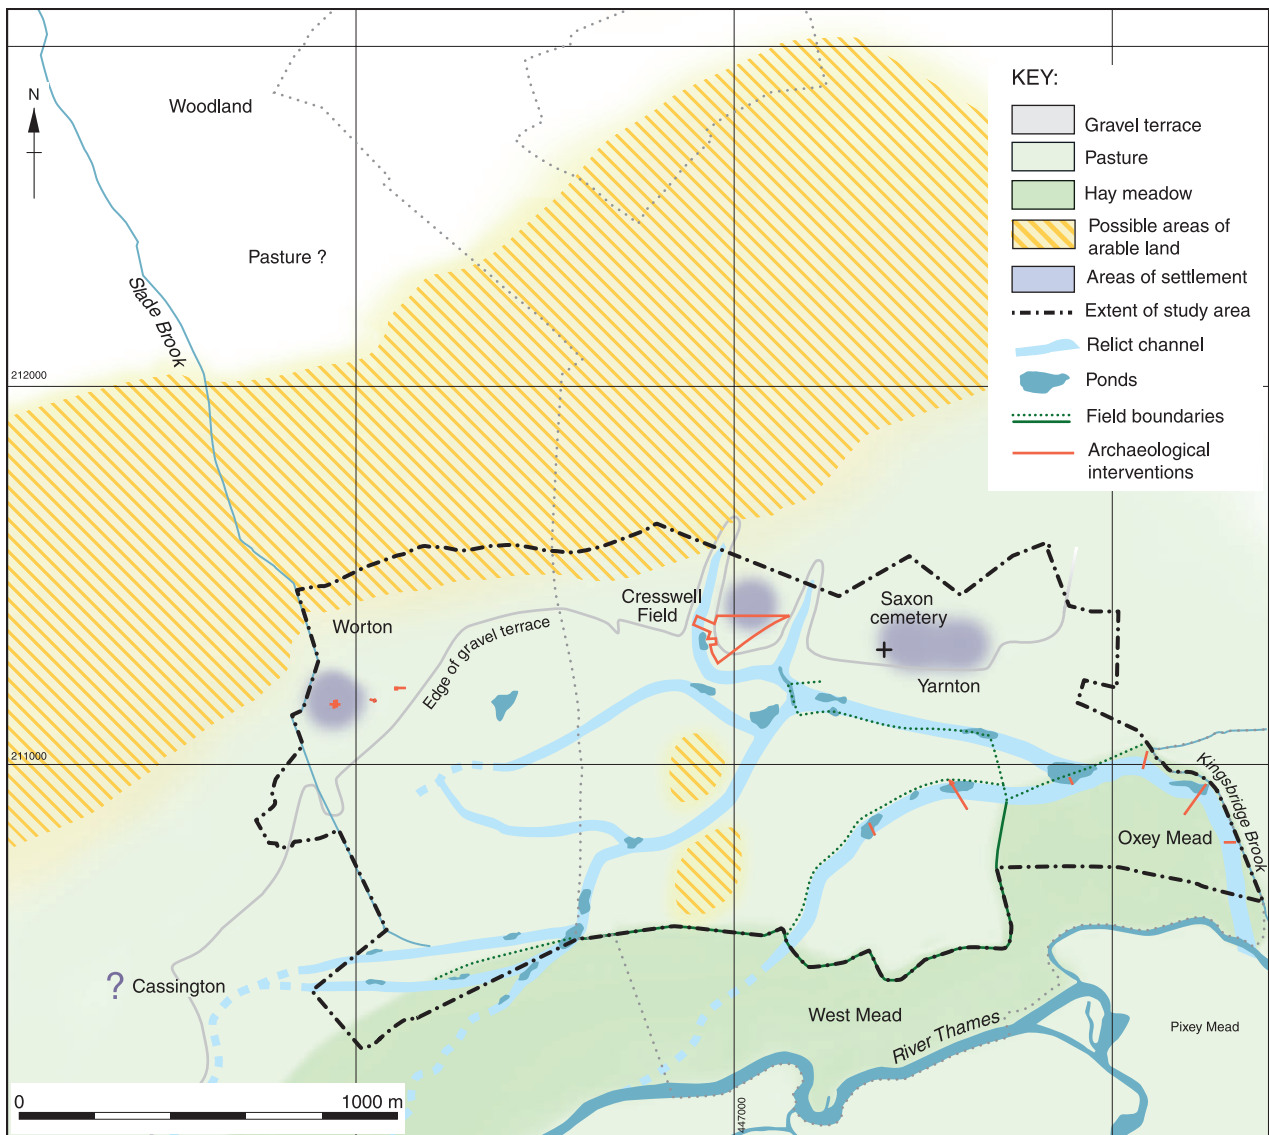 KEY:
Gravel terrace
Pasture
Hay meadow
Possible areas of
arable land
Areas of settlement
Extent of study area
Relict channel
Ponds
Field boundaries
Archaeological
interventions
N
Woodland
Pasture ?
Slade Brook
212000
Cresswell
Field
Saxon
cemetery
Worton
Edge of gravel terrace
Yarnton
211000
Kingsbridge Brook
Oxey Mead
? Cassington
West Mead
River Thames
Pixey Mead
0 1000 m
447000